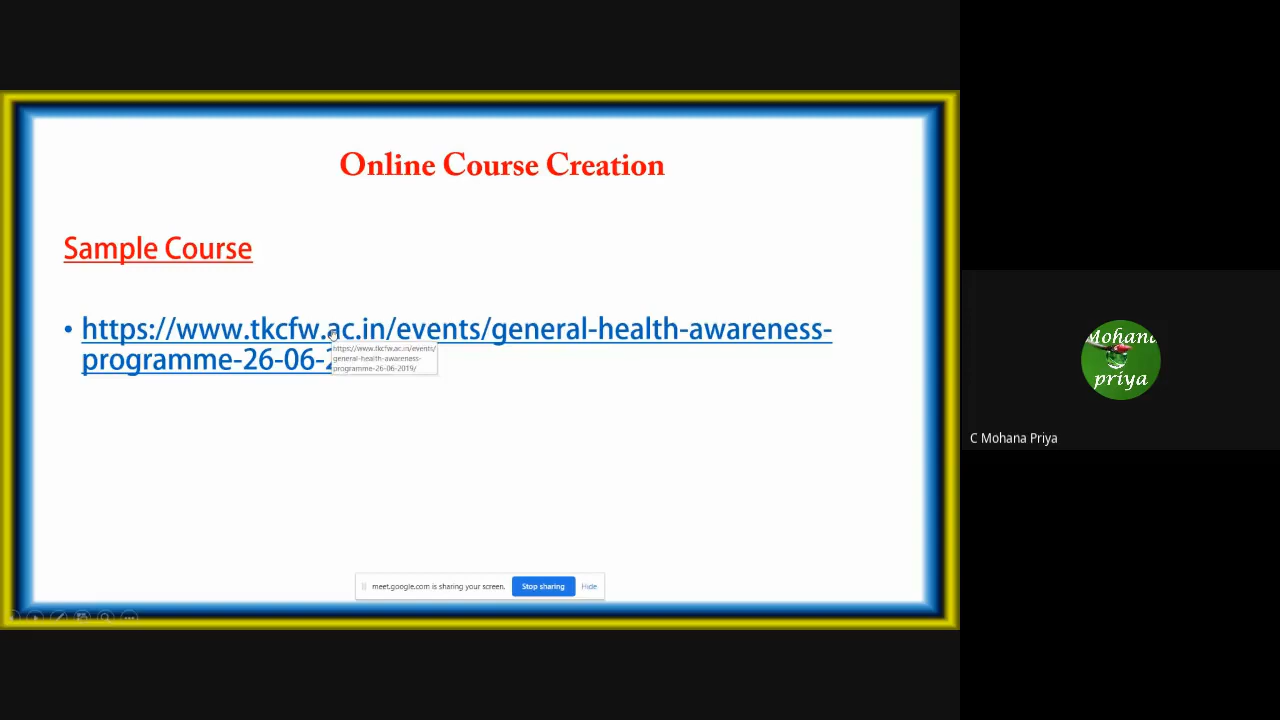 Online Course Creation
Sample Course
• https://www.tkcfw.ac.in/events/general-health-awareness-
programme-26-06-2
https://www.tkcfw.ac.in/events/
general-health-awareness-
programme-26-06-2019/
meet.google.com is sharing your screen.
Stop sharing
Hide
Mohana
priya
C Mohana Priya